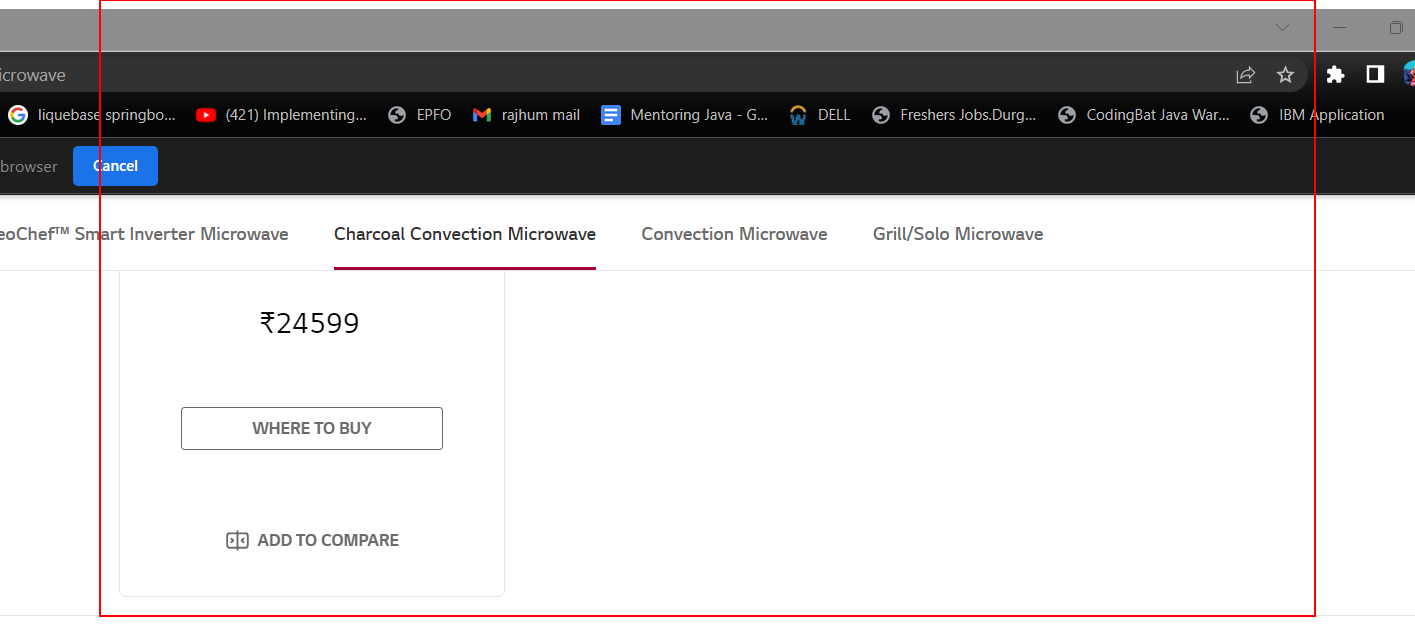 icrowave
liquebase springbo... (421) Implementing... EPFO rajhum mail Mentoring Java - G... DELL Freshers Jobs.Durg... CodingBat Java War... IBM Application
browser Cancel
eoChef™ Smart Inverter Microwave Charcoal Convection Microwave Convection Microwave Grill/Solo Microwave
₹24599
WHERE TO BUY
ADD TO COMPARE